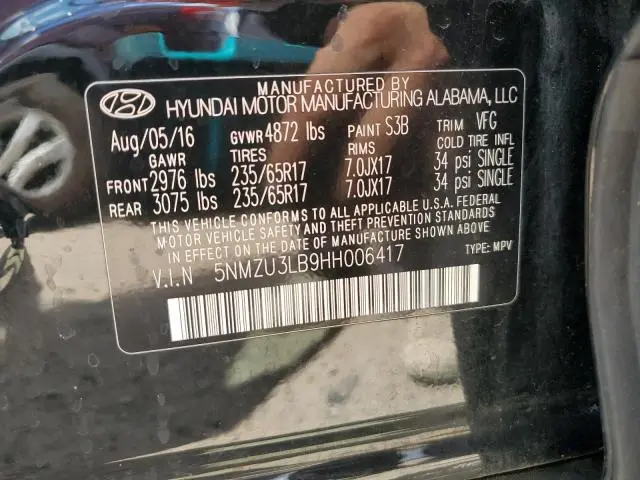 MANUFACTURED BY
HYUNDAI MOTOR MANUFACTURING ALABAMA, LLC
Aug/05/16 GVWR 4872 lbs PAINT S3B TRIM VFG
GAWR TIRES RIMS COLD TIRE INFL
FRONT 2976 lbs 235/65R17 7.0JX17 34 psi SINGLE
REAR 3075 lbs 235/65R17 7.0JX17 34 psi SINGLE
THIS VEHICLE CONFORMS TO ALL APPLICABLE U.S.A. FEDERAL
MOTOR VEHICLE SAFETY AND THEFT PREVENTION STANDARDS
IN EFFECT ON THE DATE OF MANUFACTURE SHOWN ABOVE.
V.I.N 5NMZU3LB9HH006417 TYPE: MPV